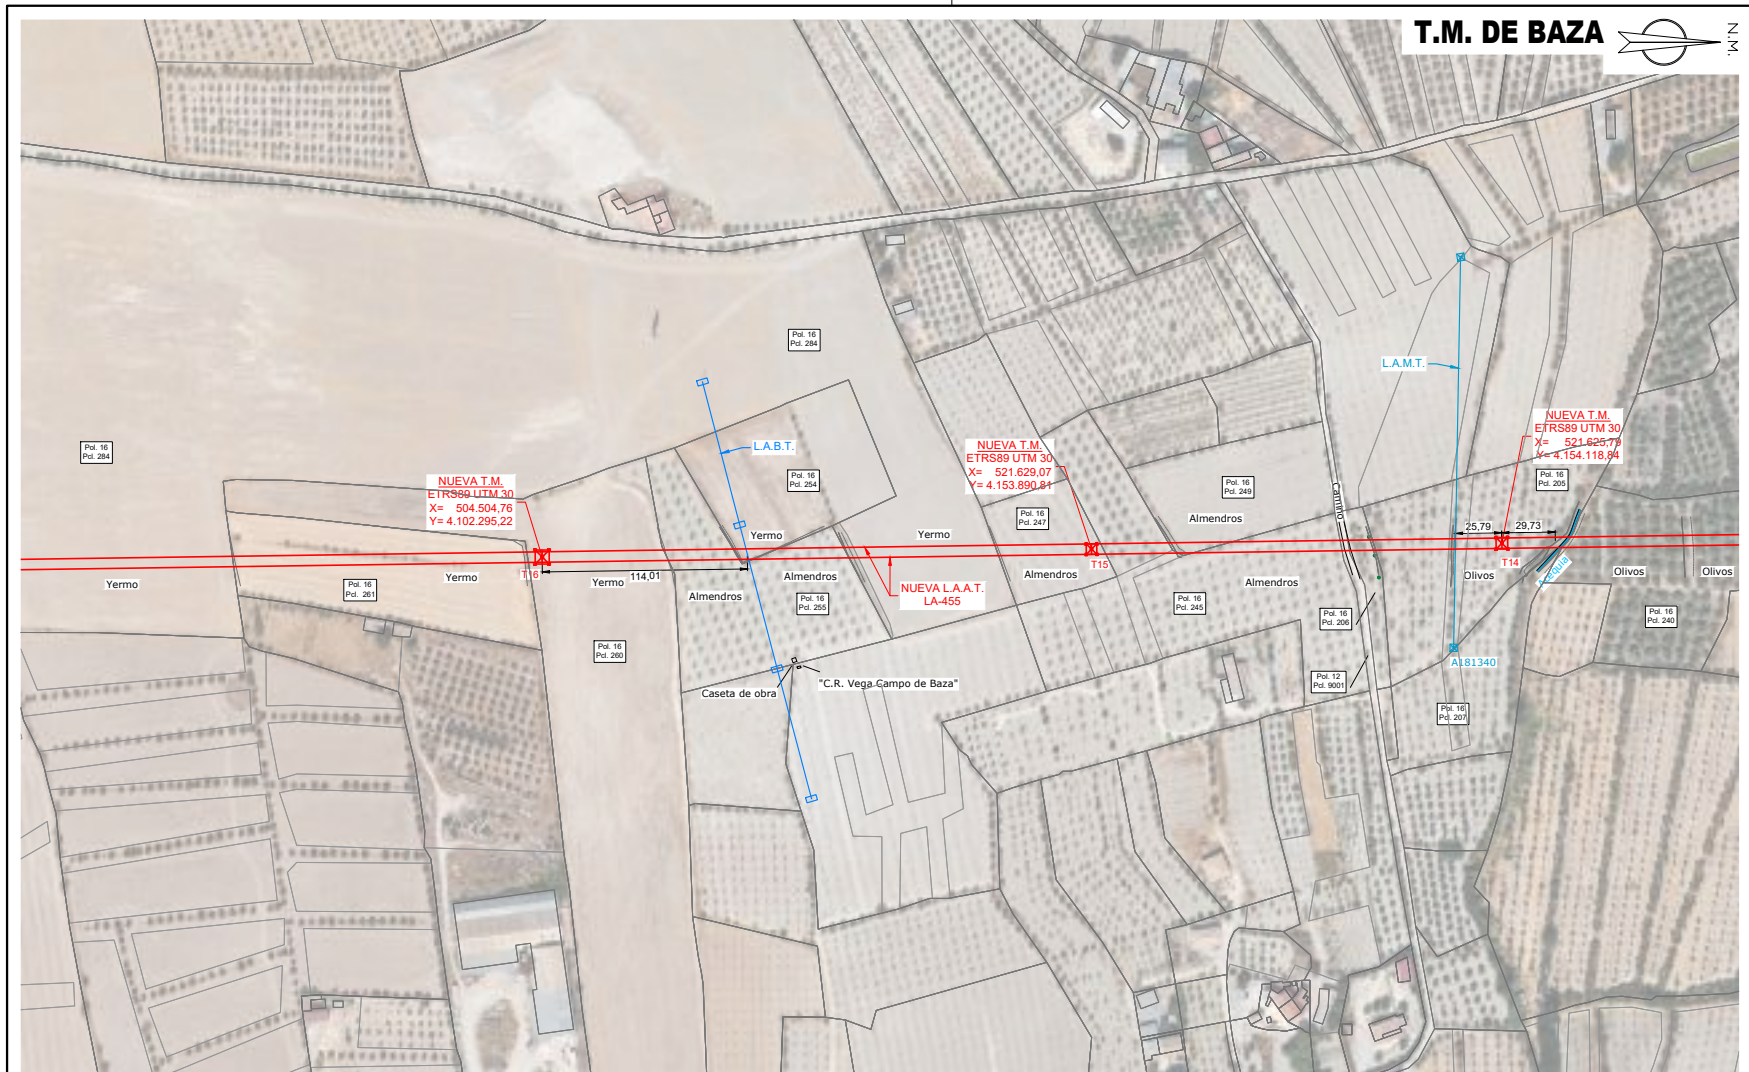 T.M. DE BAZA
N.M.
Pol. 16
Pcl. 284
L.A.M.T.
NUEVA T.M.
ETRS89 UTM 30
X= 521.625,79
Y= 4.154.118,84
Pol. 16
Pcl. 284
L.A.B.T.
NUEVA T.M.
ETRS89 UTM 30
X= 521.629,07
Y= 4.153.890,81
Pol. 16
Pcl. 205
Pol. 16
Pcl. 254
NUEVA T.M.
ETRS89 UTM 30
X= 504.504,76
Y= 4.102.295,22
Pol. 16
Pcl. 249
Camino
Pol. 16
Pcl. 247
Almendros
25,79
29,73
Yermo
Yermo
T14
T15
T16
Acequia
Yermo
Yermo
Yermo
114,01
Almendros
Almendros
Almendros
Olivos
Olivos
Olivos
Pol. 16
Pcl. 261
Almendros
NUEVA L.A.A.T.
LA-455
Pol. 16
Pcl. 255
Pol. 16
Pcl. 245
Pol. 16
Pcl. 206
Pol. 16
Pcl. 240
Pol. 16
Pcl. 260
A181340
Caseta de obra
"C.R. Vega Campo de Baza"
Pol. 12
Pcl. 9001
Pol. 16
Pcl. 207